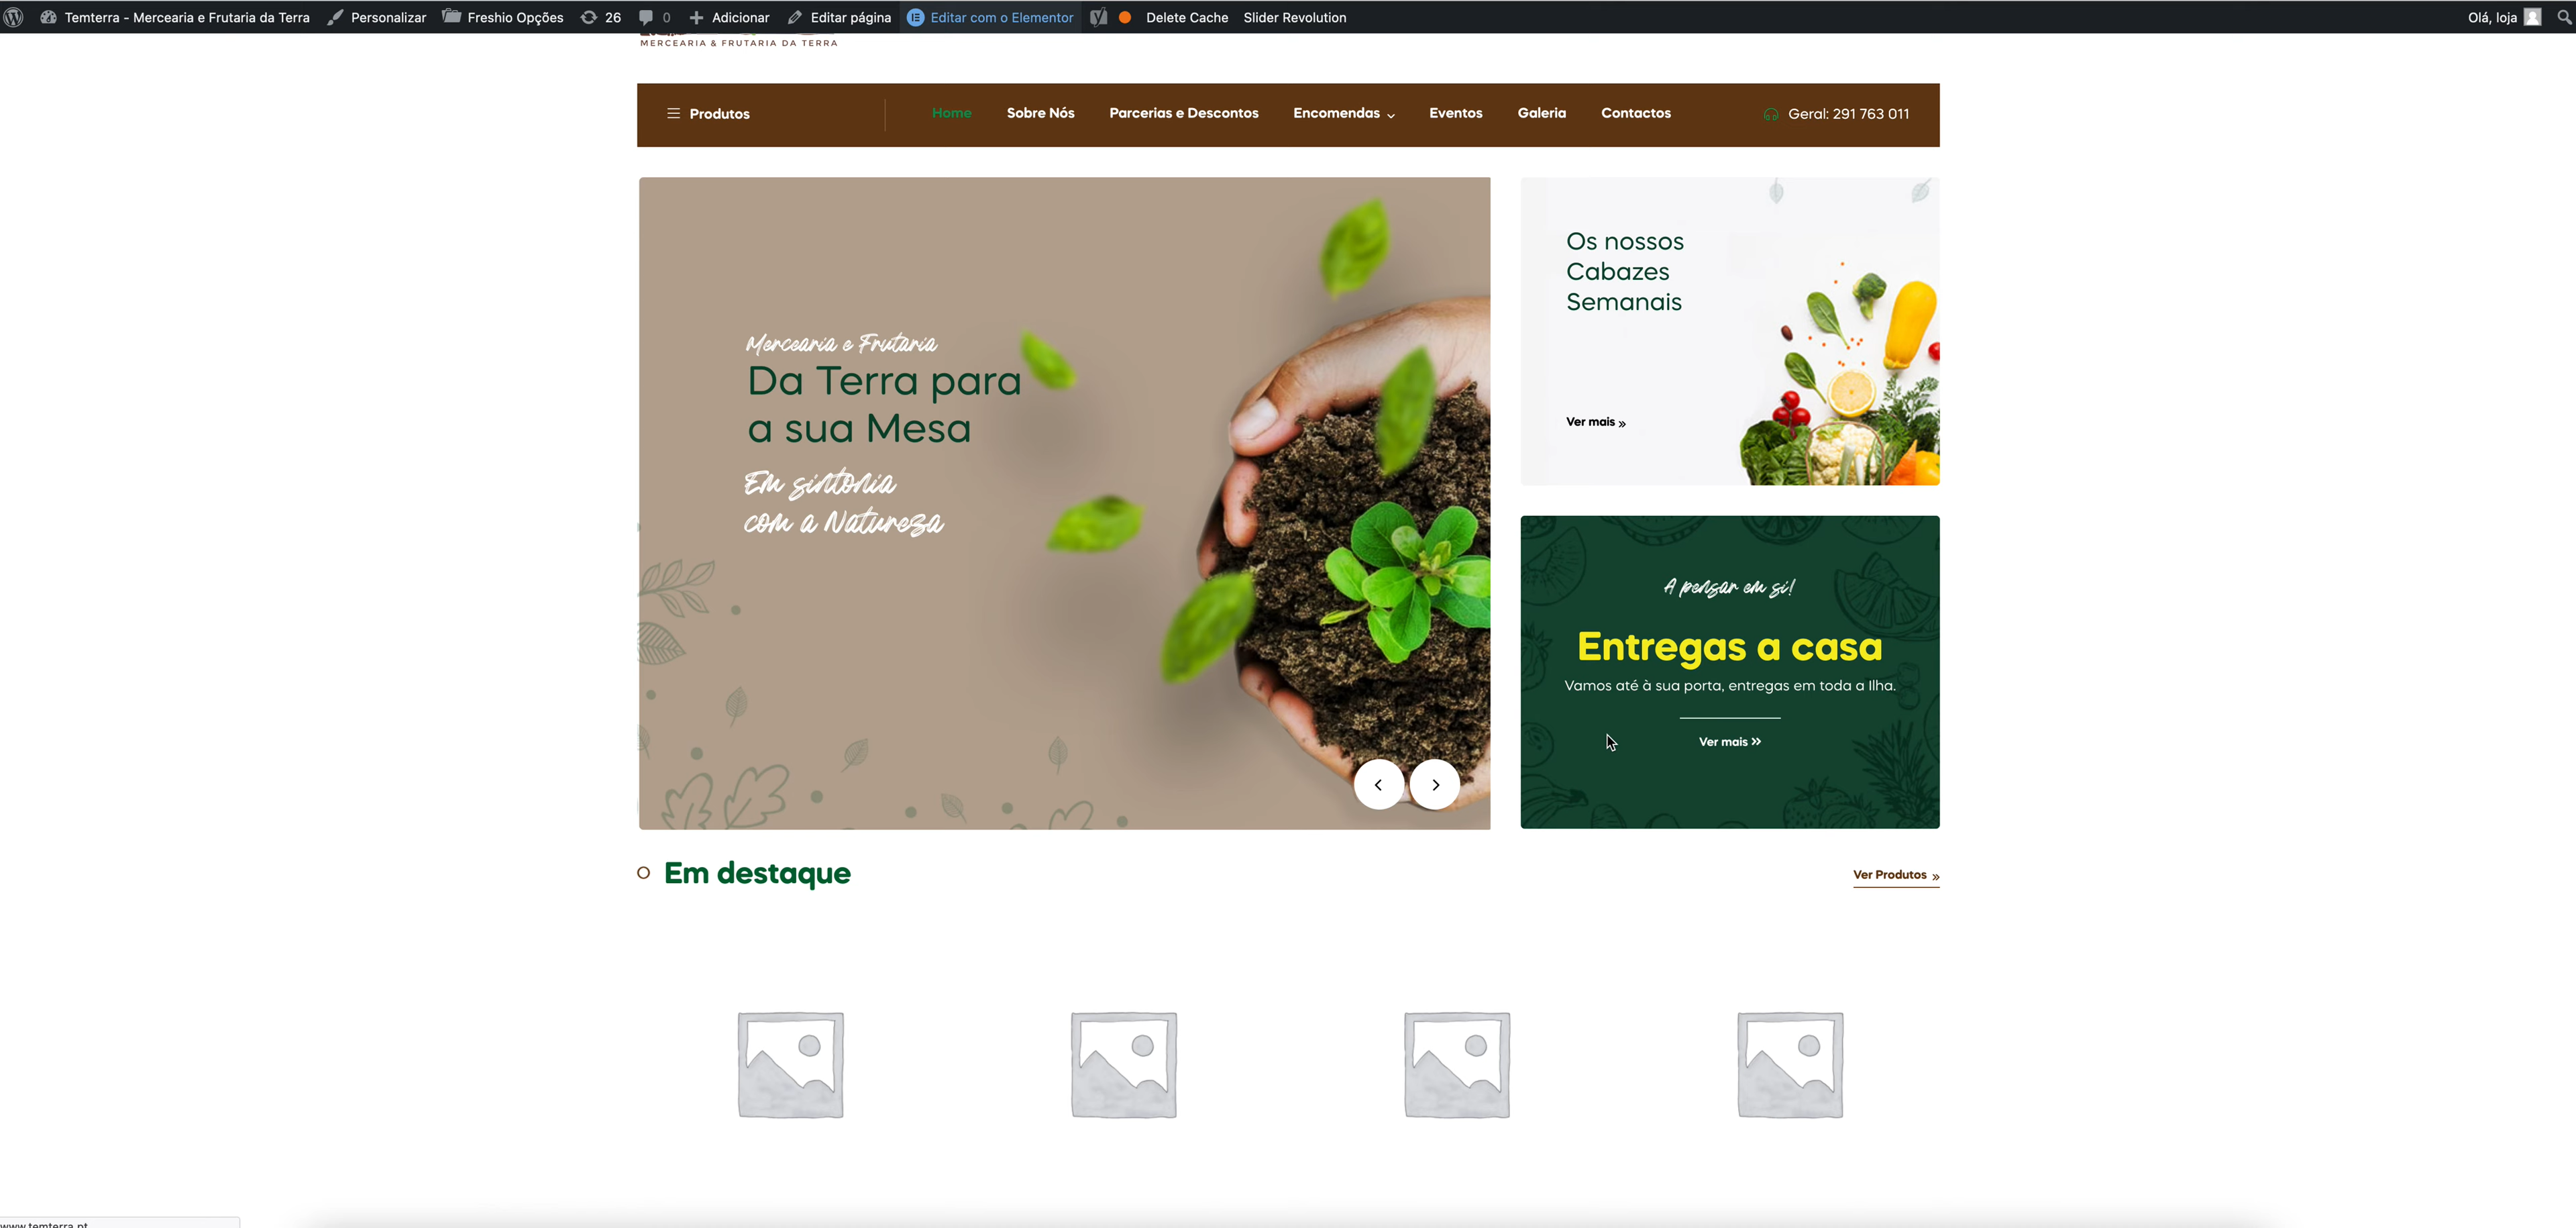 Temterra - Mercearia e Frutaria da Terra Personalizar Freshio Opções 26 0 Adicionar Editar página Editar com o Elementor Delete Cache Slider Revolution Olá, loja
MERCEARIA & FRUTARIA DA TERRA
Produtos Home Sobre Nós Parcerias e Descontos Encomendas Eventos Galeria Contactos Geral: 291 763 011
Mercearia e Frutaria
Da Terra para
a sua Mesa
Em sintonia
com a Natureza
Os nossos
Cabazes
Semanais
Ver mais »
A pensar em si!
Entregas a casa
Vamos até à sua porta, entregas em toda a Ilha.
Ver mais »
Em destaque
Ver Produtos »
www.temterra.pt